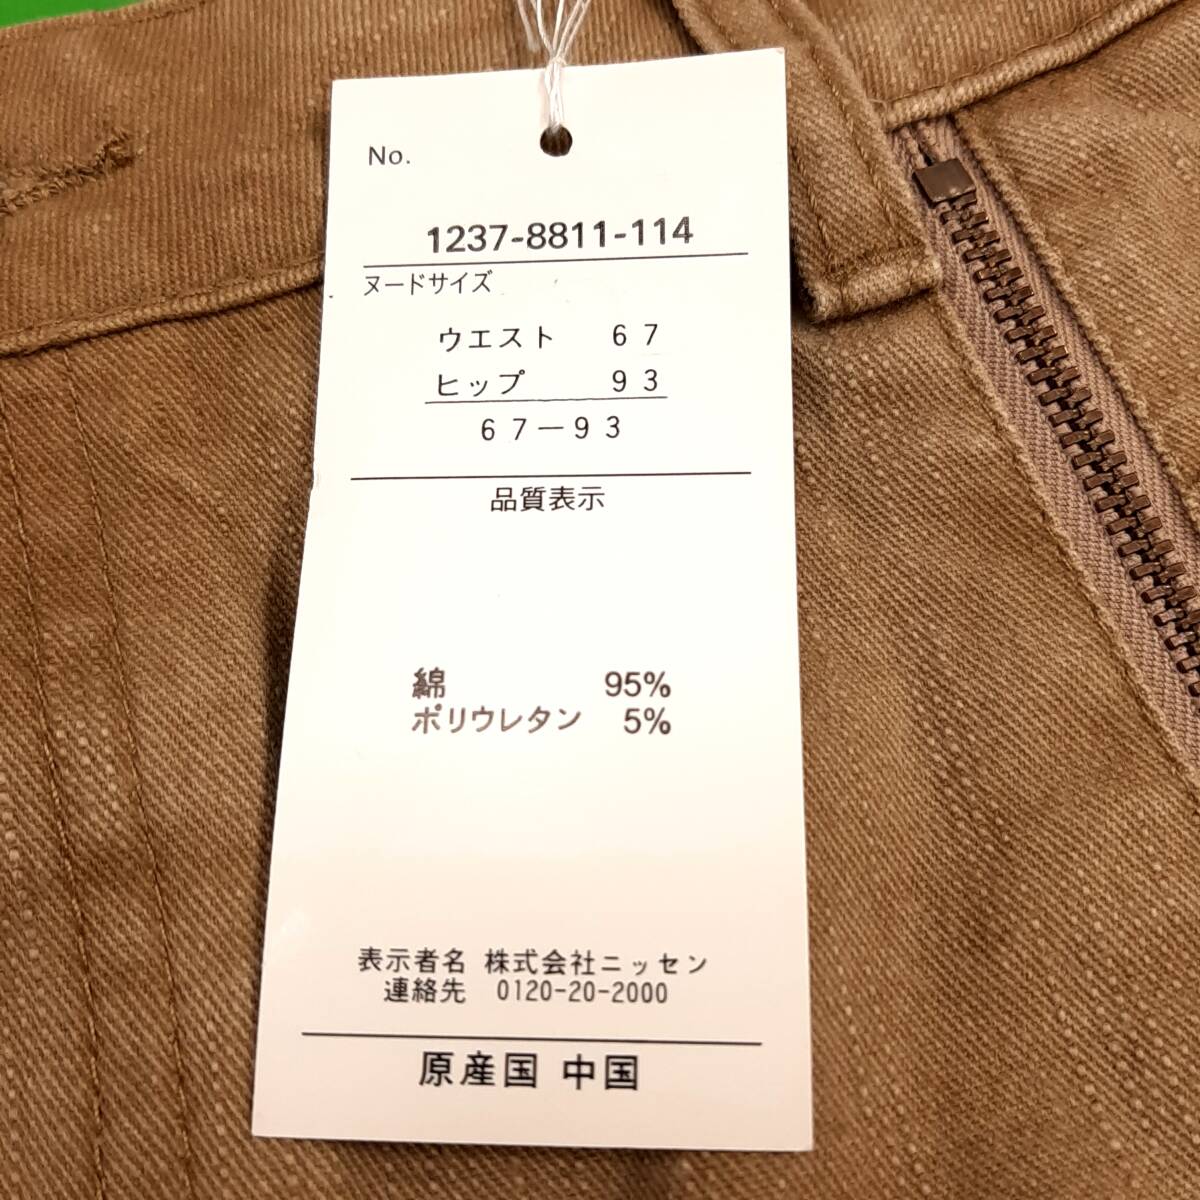 No.
1237-8811-114
ヌードサイズ
ウエスト 67
ヒップ 93
67－93
品質表示
綿 95%
ポリウレタン 5%
表示者名 株式会社ニッセン
連絡先 0120-20-2000
原産国 中国